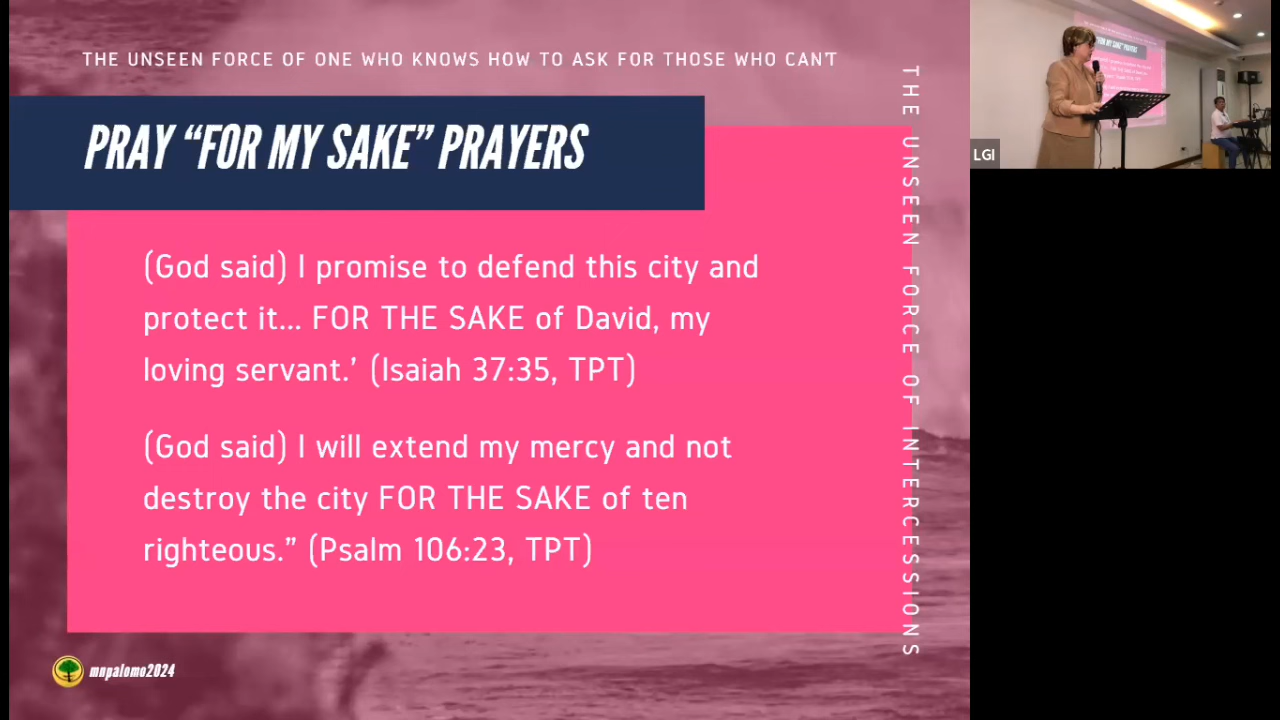 THE UNSEEN FORCE OF ONE WHO KNOWS HOW TO ASK FOR THOSE WHO CAN'T
PRAY “FOR MY SAKE” PRAYERS
(God said) I promise to defend this city and
protect it... FOR THE SAKE of David, my
loving servant.’ (Isaiah 37:35, TPT)
(God said) I will extend my mercy and not
destroy the city FOR THE SAKE of ten
righteous.” (Psalm 106:23, TPT)
THE UNSEEN FORCE OF INTERCESSIONS
mnpalomo2024
LGI